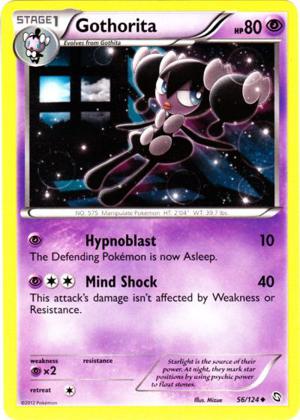 STAGE1
Gothorita
HP80
Evolves from Gothita
NO. 575 Manipulate Pokémon HT: 2'04" WT: 39.7 lbs.
Hypnoblast 10
The Defending Pokémon is now Asleep.
Mind Shock 40
This attack's damage isn't affected by Weakness or
Resistance.
weakness resistance
×2
retreat
Starlight is the source of their
power. At night, they mark star
positions by using psychic power
to float stones.
Illus. Mizue 56/124
©2012 Pokémon